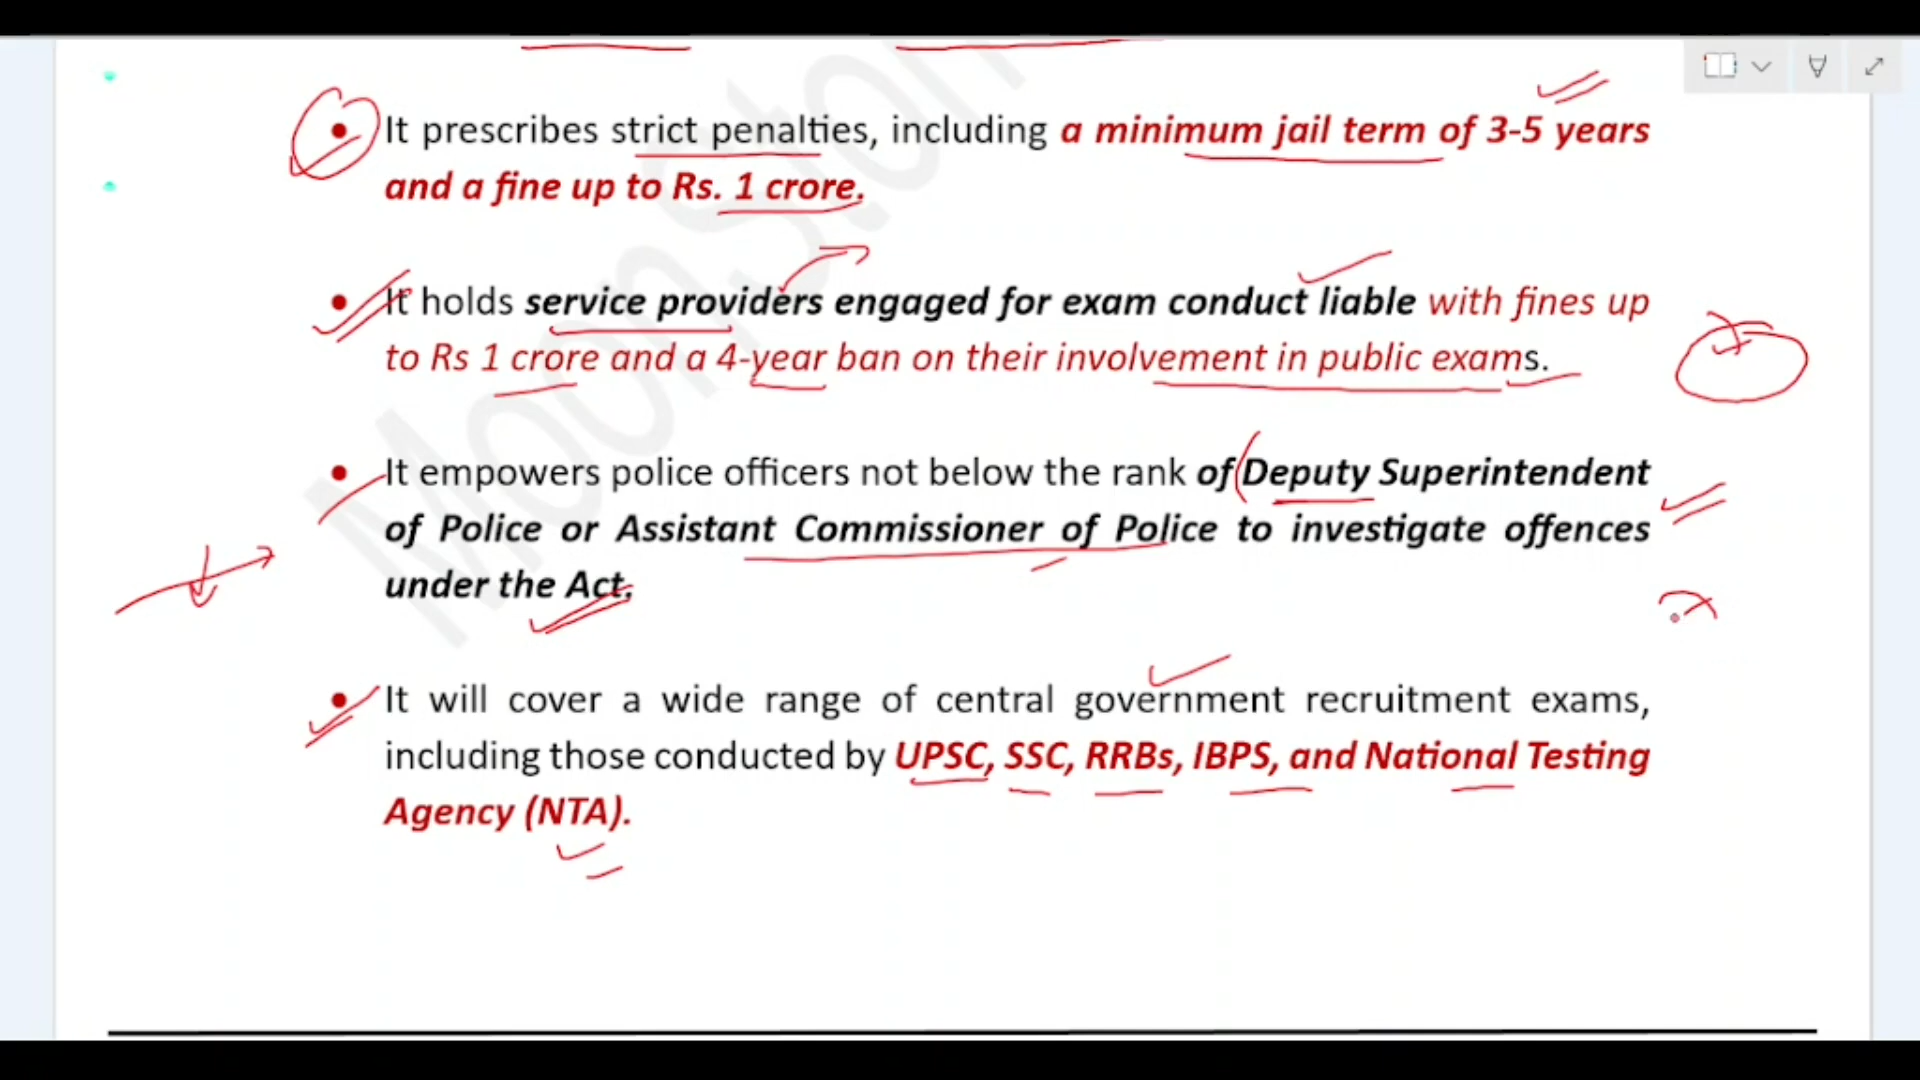 • It prescribes strict penalties, including a minimum jail term of 3-5 years
and a fine up to Rs. 1 crore.
• It holds service providers engaged for exam conduct liable with fines up
to Rs 1 crore and a 4-year ban on their involvement in public exams.
• It empowers police officers not below the rank of Deputy Superintendent
of Police or Assistant Commissioner of Police to investigate offences
under the Act.
• It will cover a wide range of central government recruitment exams,
including those conducted by UPSC, SSC, RRBs, IBPS, and National Testing
Agency (NTA).